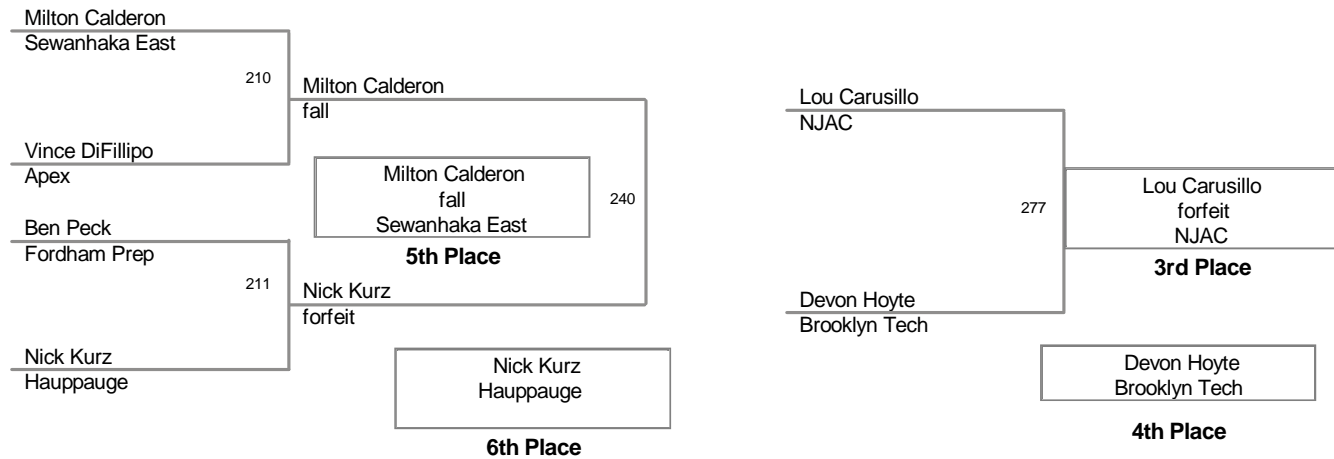 Milton Calderon
Sewanhaka East
210
Milton Calderon
fall
Vince DiFillipo
Apex
Milton Calderon
fall
Sewanhaka East
5th Place
240
Ben Peck
Fordham Prep
211
Nick Kurz
forfeit
Nick Kurz
Hauppauge
Nick Kurz
Hauppauge
6th Place
Lou Carusillo
NJAC
277
Lou Carusillo
forfeit
NJAC
3rd Place
Devon Hoyte
Brooklyn Tech
Devon Hoyte
Brooklyn Tech
4th Place